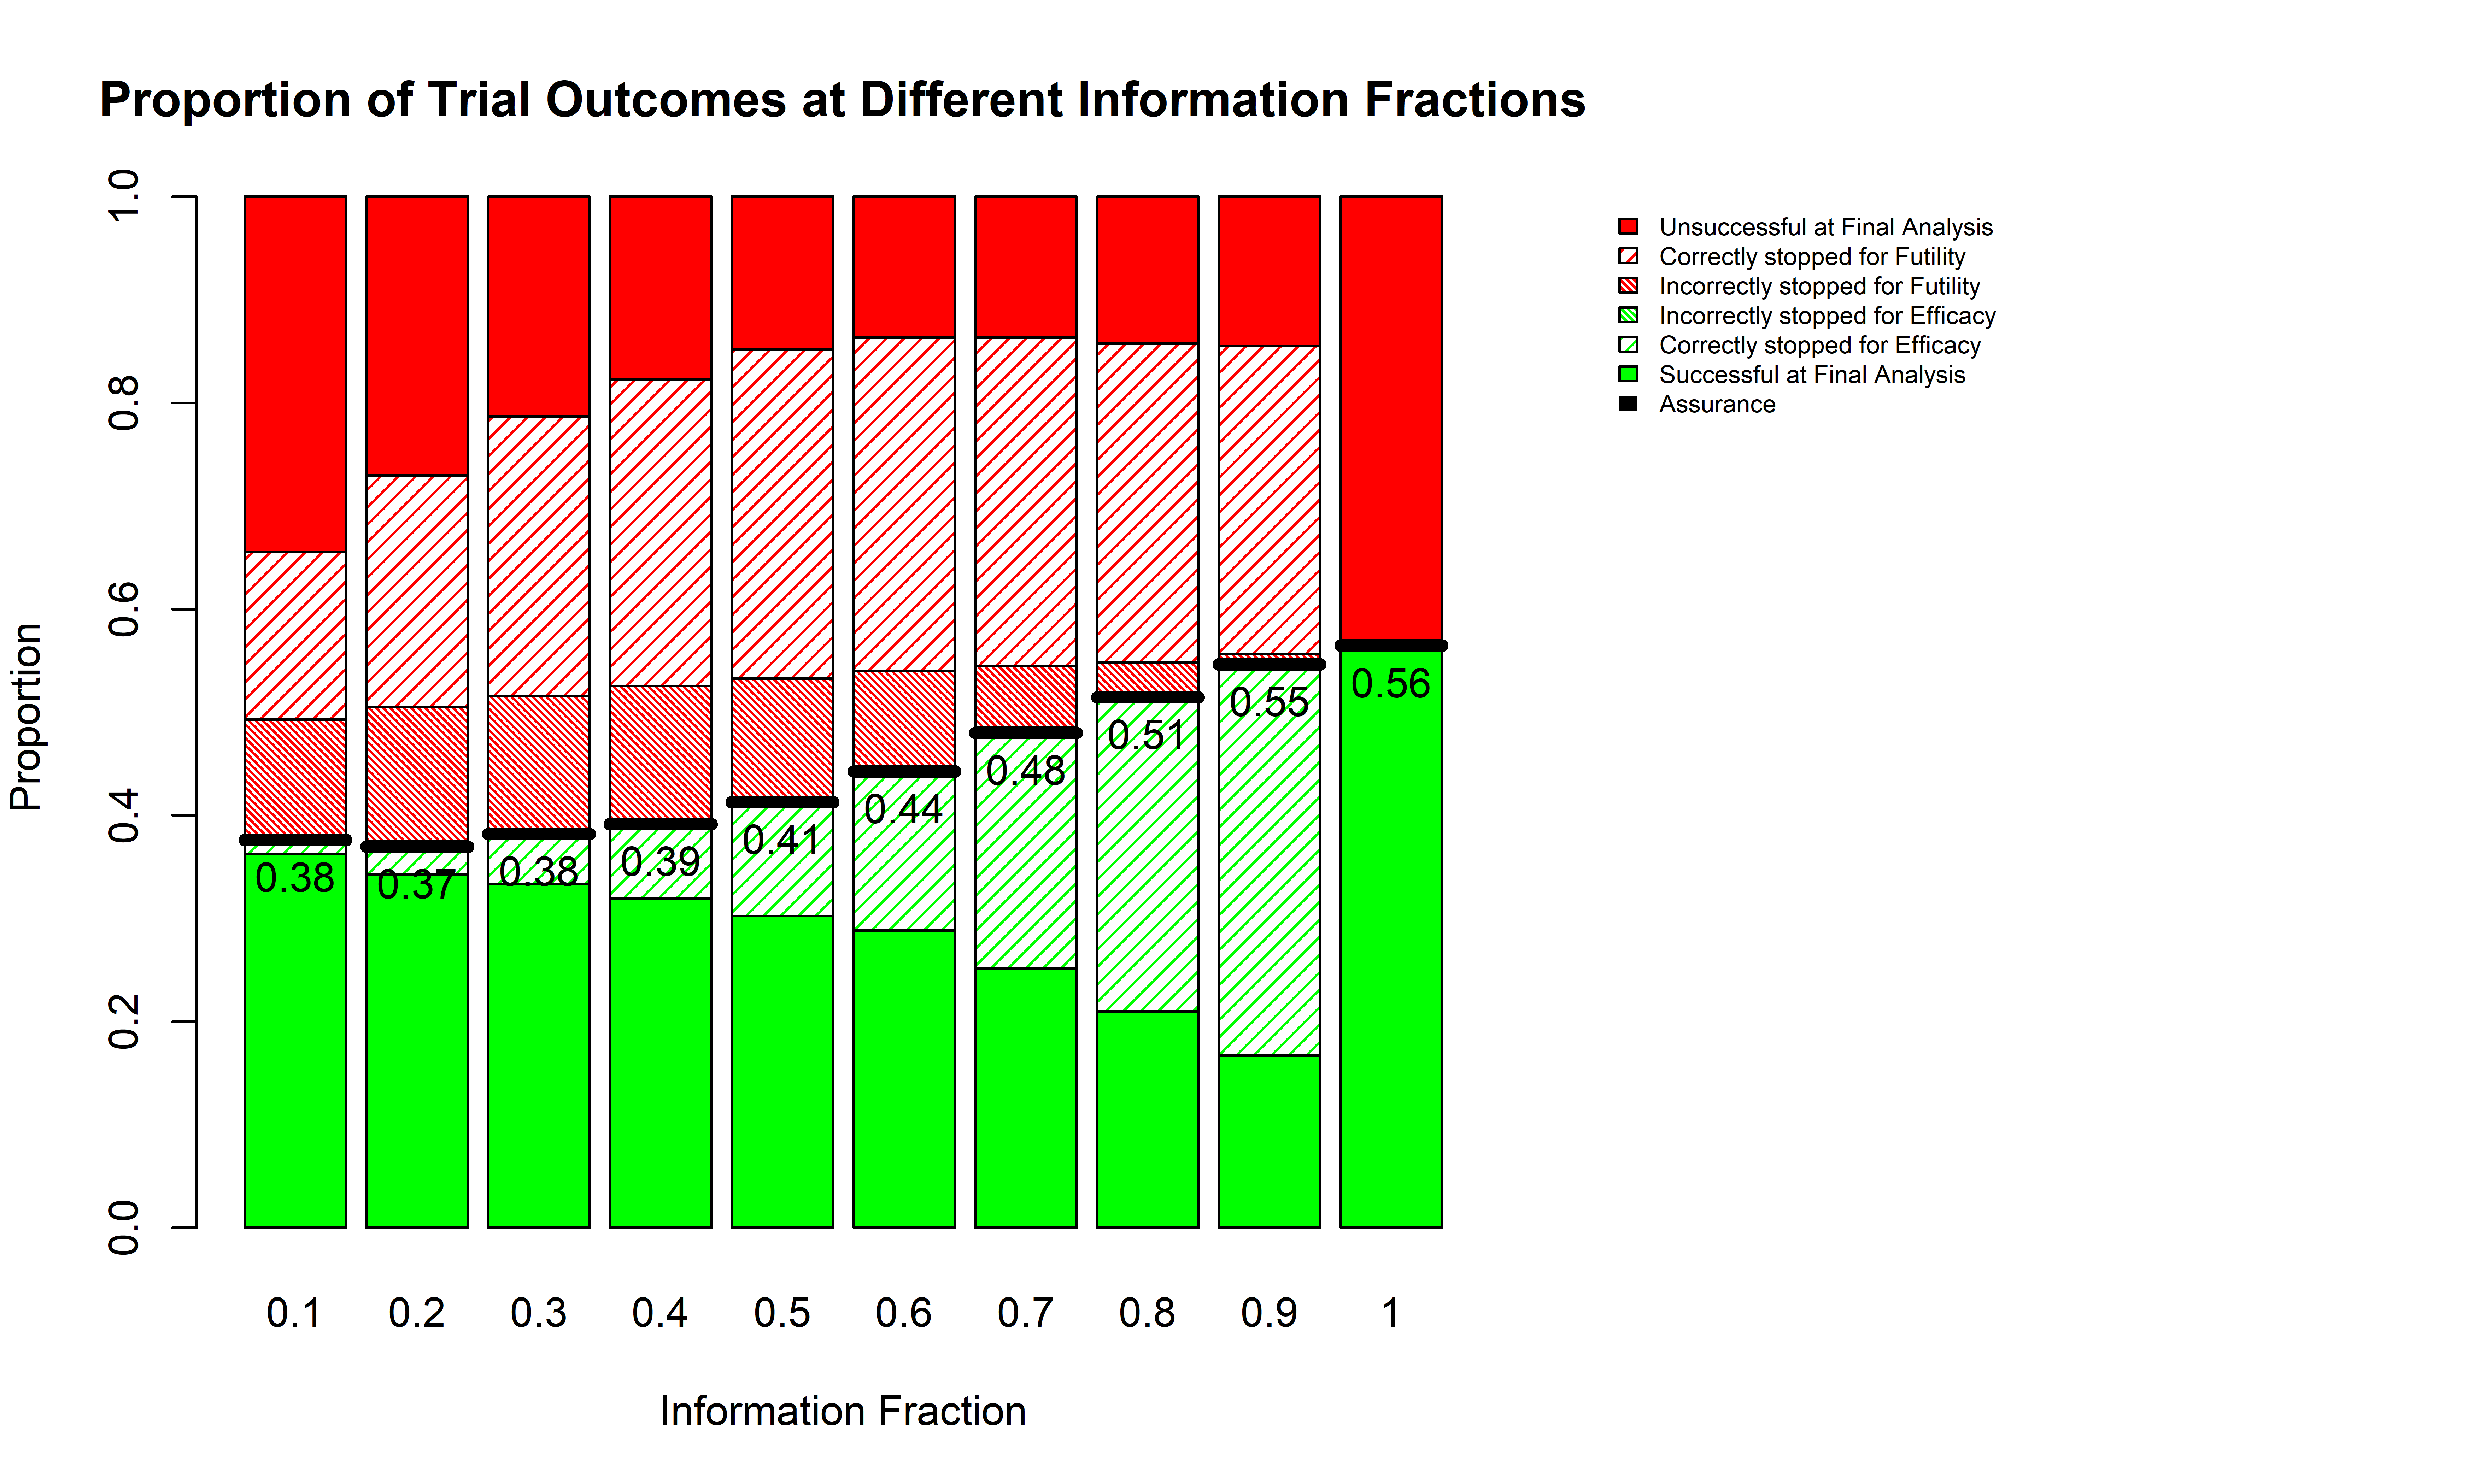 Proportion of Trial Outcomes at Different Information Fractions
Proportion
1.0
0.8
0.6
0.4
0.2
0.0
0.38
0.37
0.38
0.39
0.41
0.44
0.48
0.51
0.55
0.56
0.1 0.2 0.3 0.4 0.5 0.6 0.7 0.8 0.9 1
Information Fraction
Unsuccessful at Final Analysis
Correctly stopped for Futility
Incorrectly stopped for Futility
Incorrectly stopped for Efficacy
Correctly stopped for Efficacy
Successful at Final Analysis
Assurance